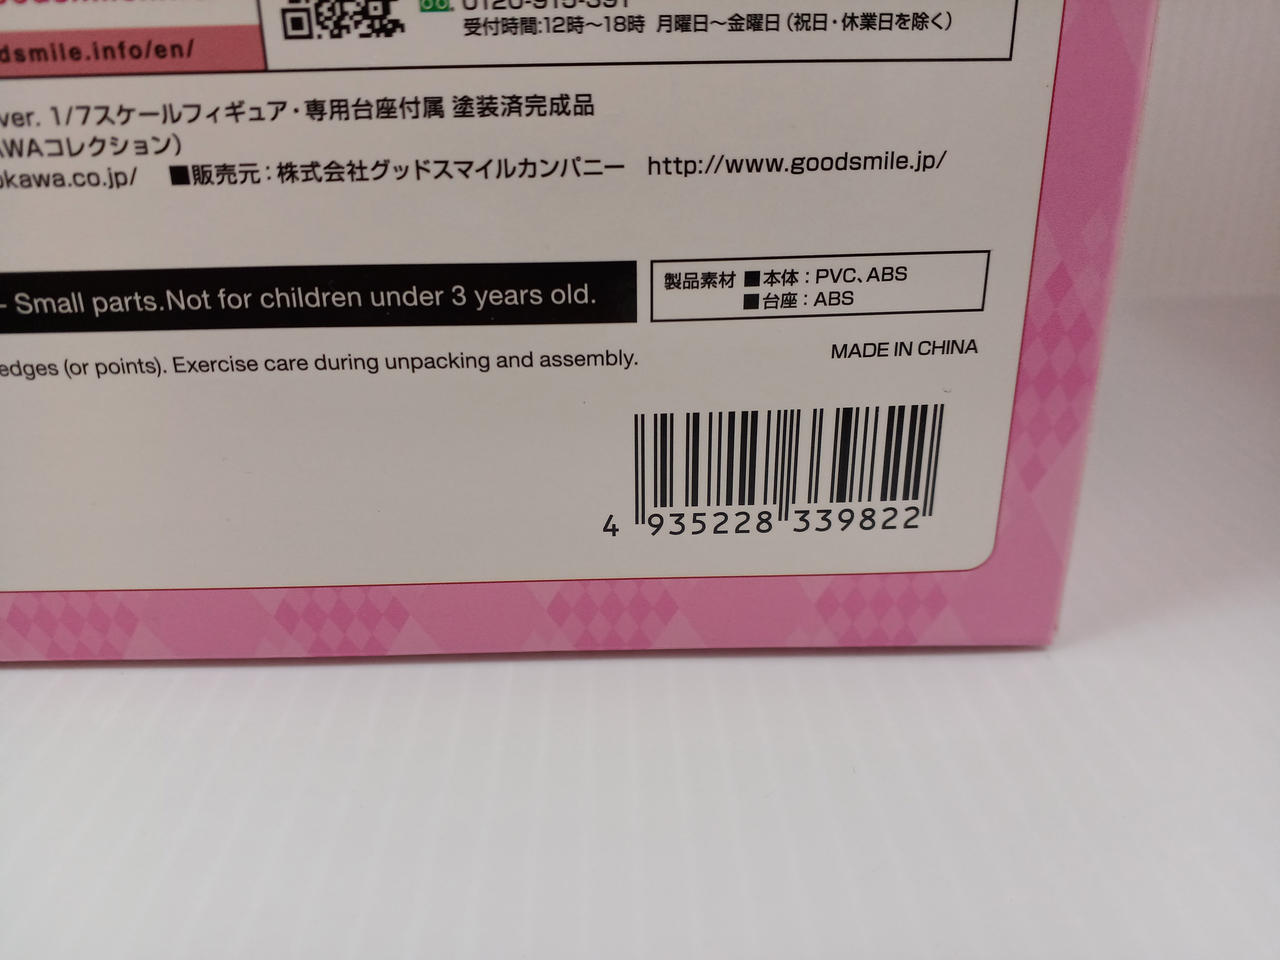 dsmile.info/en/
0120-915-391
受付時間:12時～18時 月曜日～金曜日（祝日・休業日を除く）
ver. 1/7スケールフィギュア・専用台座付属 塗装済完成品
AWAコレクション）
okawa.co.jp/ ■販売元：株式会社グッドスマイルカンパニー http://www.goodsmile.jp/
- Small parts.Not for children under 3 years old.
製品素材 ■本体：PVC、ABS
■台座：ABS
edges (or points). Exercise care during unpacking and assembly.
MADE IN CHINA
4 935228 339822